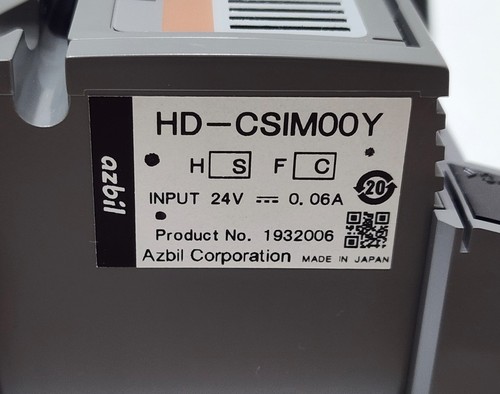 azbil
HD-CSIM00Y
H S F C
INPUT 24V ⎓ 0.06A
20
Product No. 1932006
Azbil Corporation MADE IN JAPAN